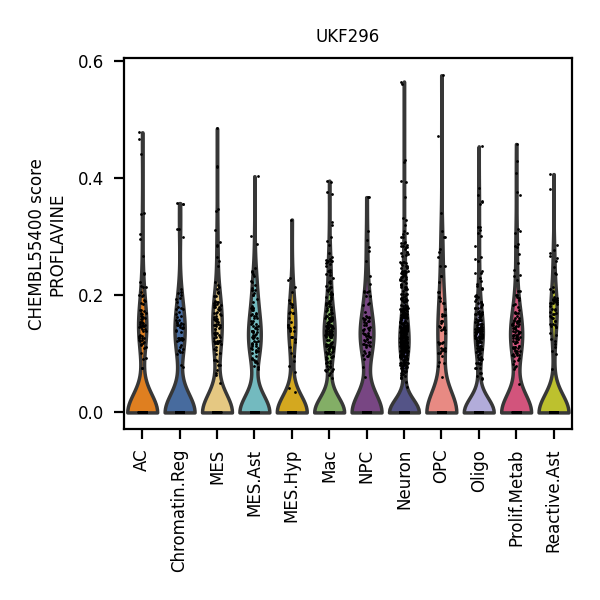 UKF296
CHEMBL55400 score
PROFLAVINE
0.6
0.4
0.2
0.0
AC
Chromatin.Reg
MES
MES.Ast
MES.Hyp
Mac
NPC
Neuron
OPC
Oligo
Prolif.Metab
Reactive.Ast